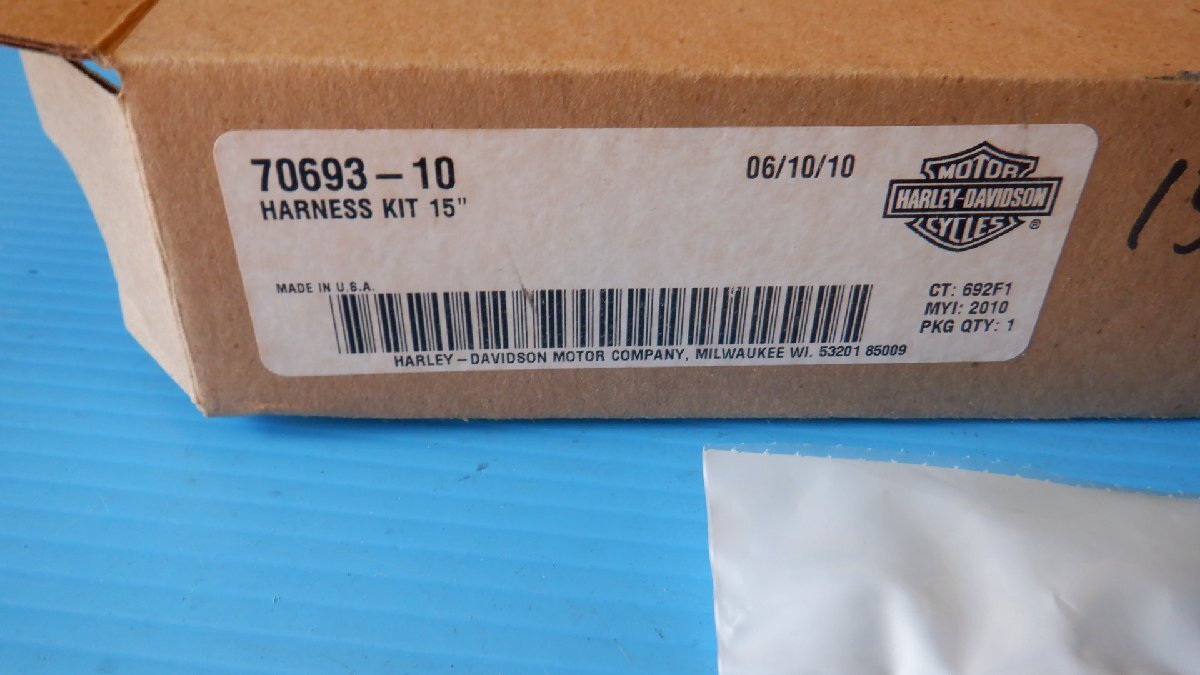 70693-10
HARNESS KIT 15"
06/10/10
MOTOR
HARLEY-DAVIDSON
CYCLES
®
MADE IN U.S.A.
CT: 692F1
MYI: 2010
PKG QTY: 1
HARLEY-DAVIDSON MOTOR COMPANY, MILWAUKEE WI. 53201 85009